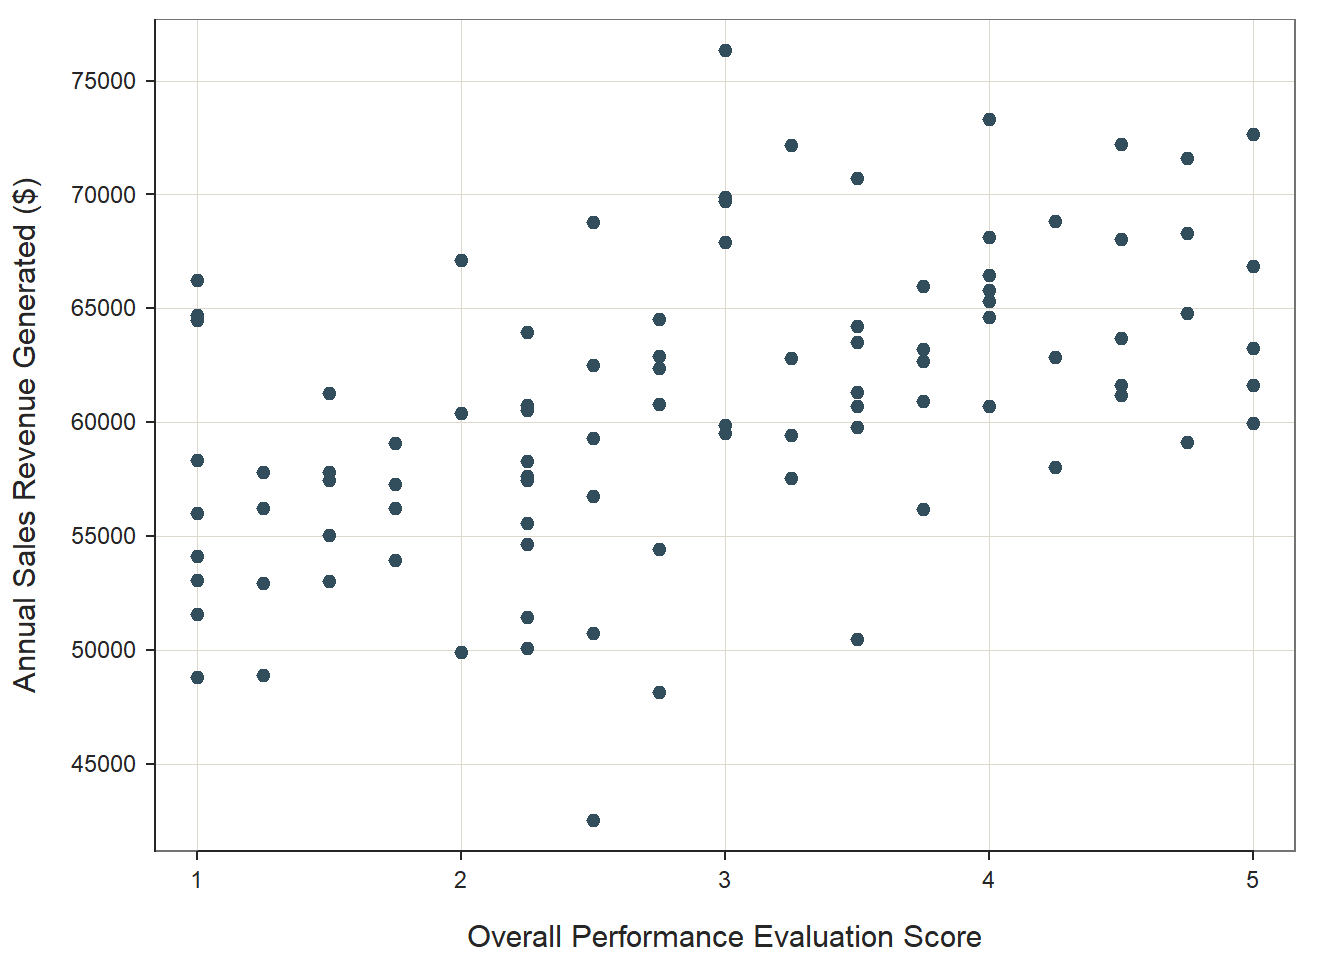 Annual Sales Revenue Generated ($)
75000
70000
65000
60000
55000
50000
45000
1 2 3 4 5
Overall Performance Evaluation Score